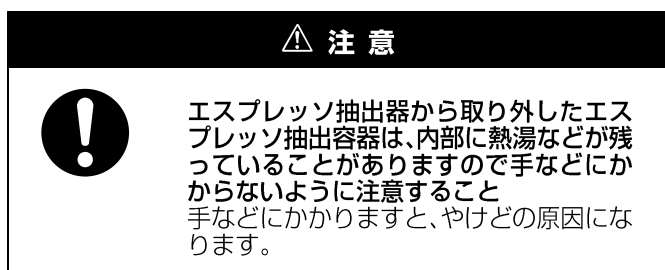 ⚠ 注 意
エスプレッソ抽出器から取り外したエス
プレッソ抽出容器は、内部に熱湯などが残
っていることがありますので手などにか
からないように注意すること
手などにかかりますと、やけどの原因にな
ります。